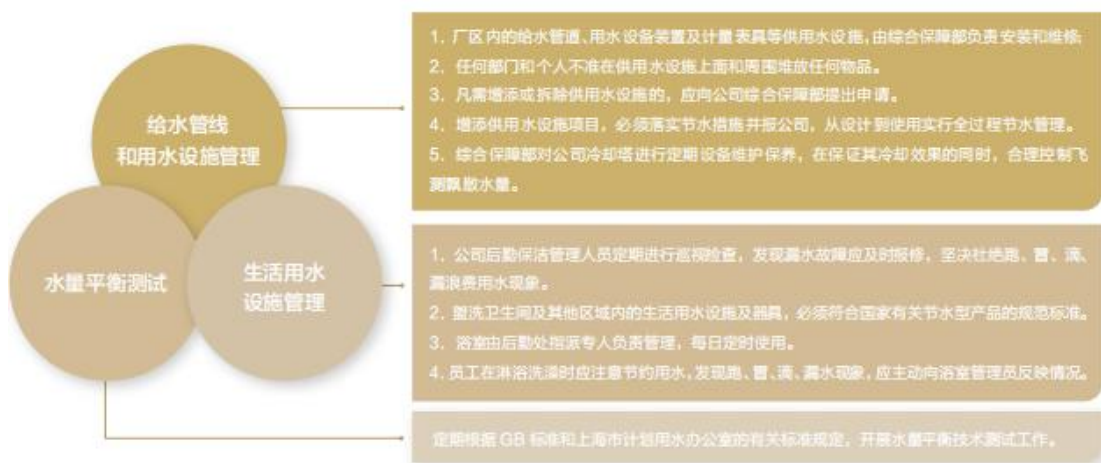 给水管线
和用水设施管理
水量平衡测试
生活用水
设施管理
1. 厂区内的给水管道、用水设备装置及计量表具等供用水设施,由综合保障部负责安装和维修;
2. 任何部门和个人不准在供用水设施上面和周围堆放任何物品。
3. 凡需增添或拆除供用水设施的，应向公司综合保障部提出申请。
4. 增添供用水设施项目，必须落实节水措施并报公司，从设计到使用实行全过程节水管理。
5. 综合保障部对公司冷却塔进行定期设备维护保养，在保证其冷却效果的同时，合理控制飞
溅飘散水量。
1. 公司后勤保洁管理人员定期进行巡视检查，发现漏水故障应及时报修，坚决杜绝跑、冒、滴、
漏浪费用水现象。
2. 盥洗卫生间及其他区域内的生活用水设施及器具，必须符合国家有关节水型产品的规范标准。
3. 浴室由后勤处指派专人负责管理，每日定时使用。
4. 员工在淋浴洗澡时应注意节约用水，发现跑、冒、滴、漏水现象，应主动向浴室管理员反映情况。
定期根据 GB 标准和上海市计划用水办公室的有关标准规定，开展水量平衡技术测试工作。